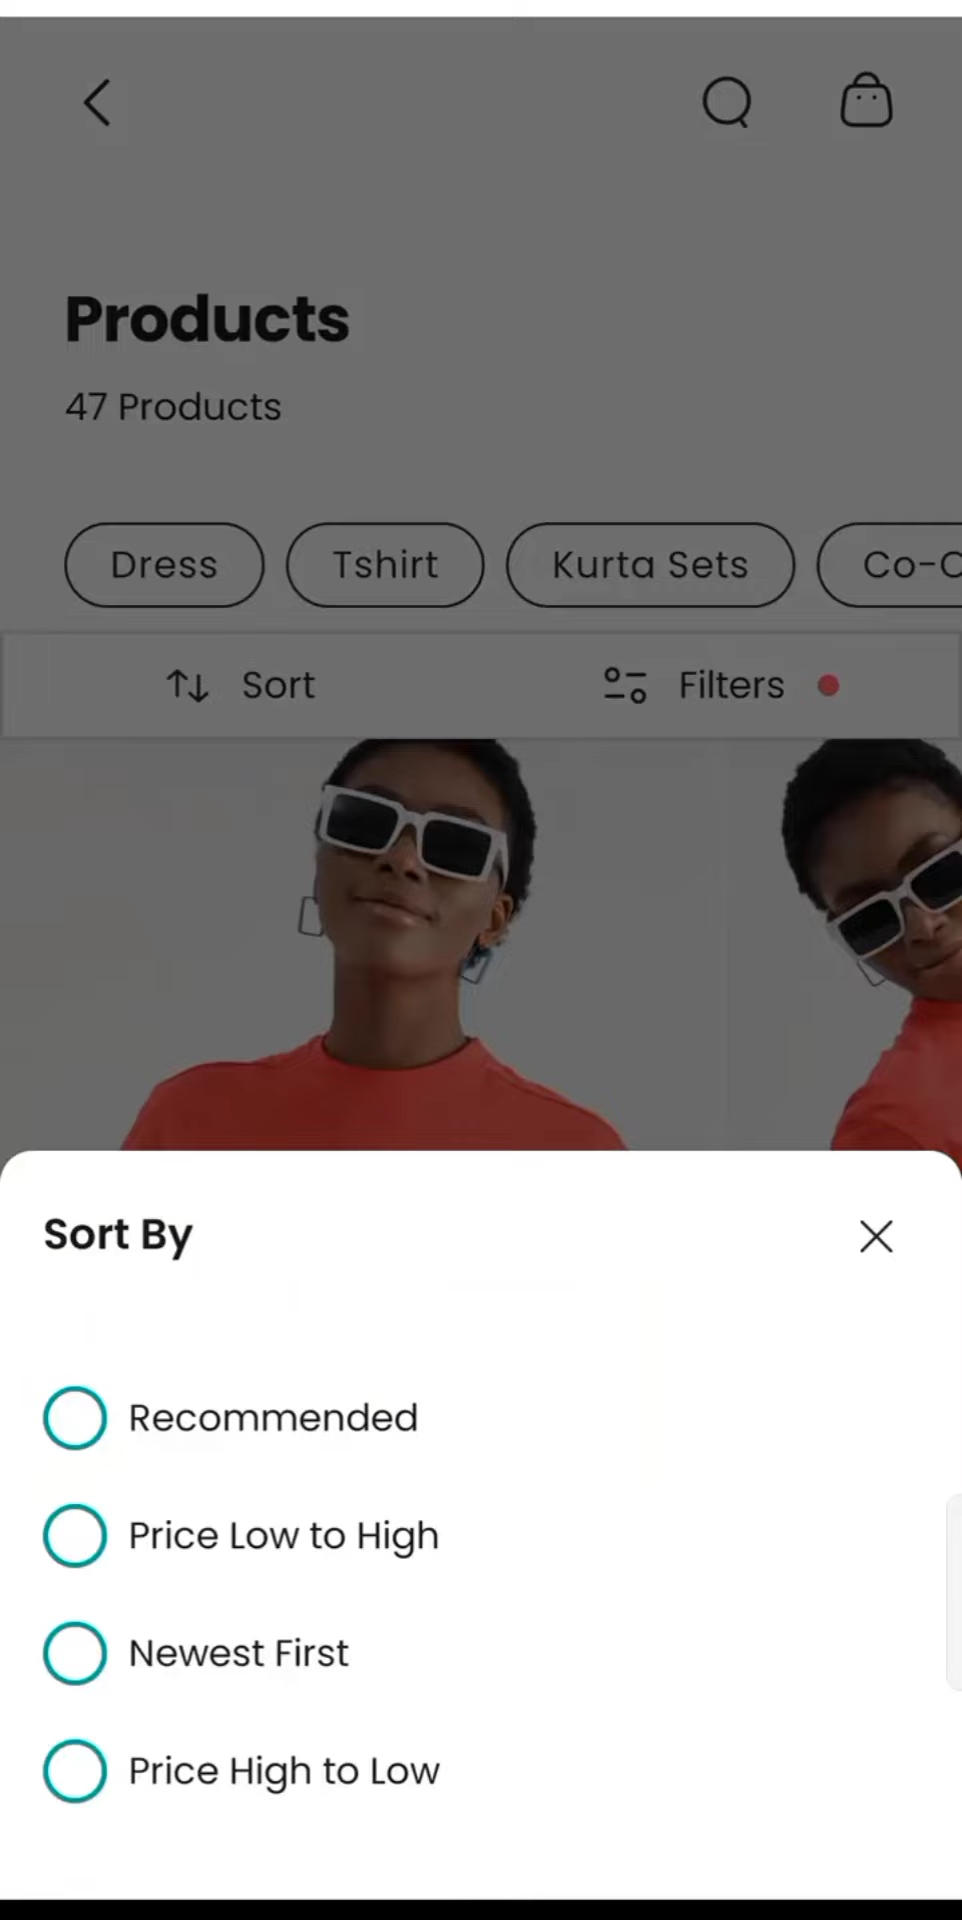 Products
47 Products
Dress
Tshirt
Kurta Sets
Sort
Filters
Sort By
Recommended
Price Low to High
Newest First
Price High to Low